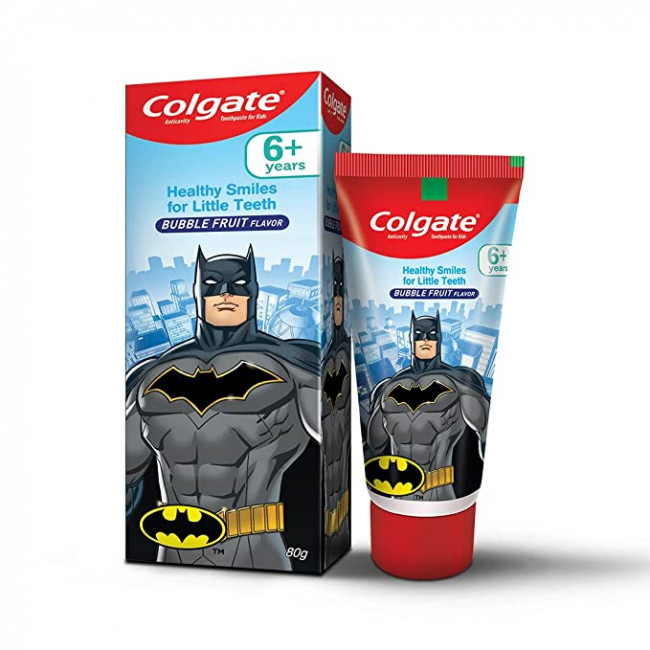 Colgate®
Anticavity Toothpaste for Kids
6+
years
Healthy Smiles
for Little Teeth
BUBBLE FRUIT FLAVOR
TM
80g
Colgate®
Anticavity Toothpaste for Kids
6+
years
Healthy Smiles
for Little Teeth
BUBBLE FRUIT FLAVOR
TM